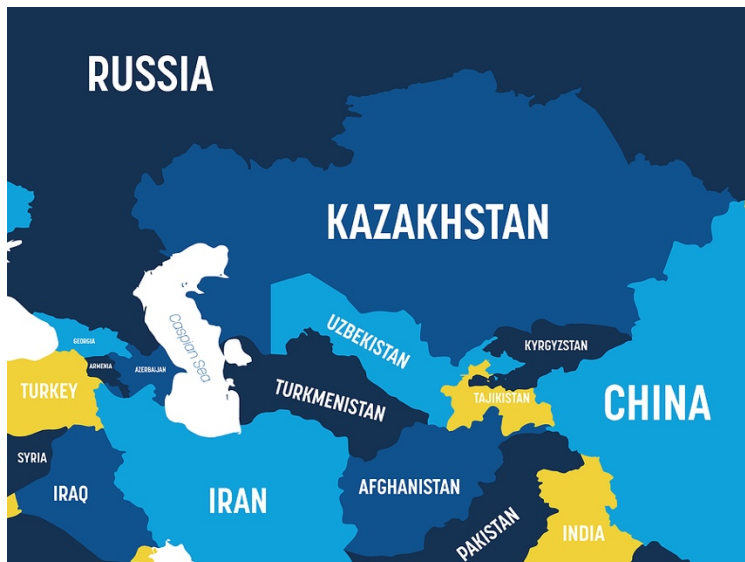 RUSSIA
KAZAKHSTAN
Caspian Sea
UZBEKISTAN
KYRGYZSTAN
GEORGIA
ARMENIA
AZERBAIJAN
TURKEY
TURKMENISTAN
TAJIKISTAN
CHINA
SYRIA
IRAQ
IRAN
AFGHANISTAN
PAKISTAN
INDIA